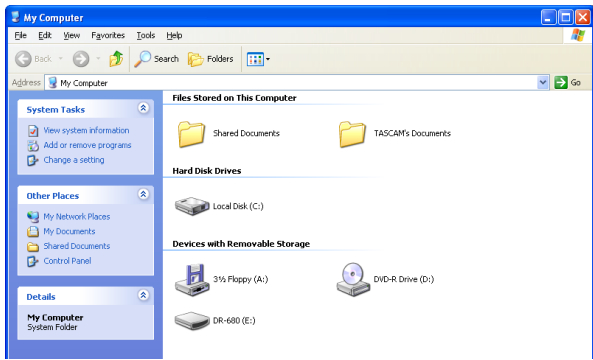 My Computer
File Edit View Favorites Tools Help
Back Search Folders
Address My Computer Go
System Tasks
View system information
Add or remove programs
Change a setting
Other Places
My Network Places
My Documents
Shared Documents
Control Panel
Details
My Computer
System Folder
Files Stored on This Computer
Shared Documents TASCAM's Documents
Hard Disk Drives
Local Disk (C:)
Devices with Removable Storage
3½ Floppy (A:) DVD-R Drive (D:)
DR-680 (E:)